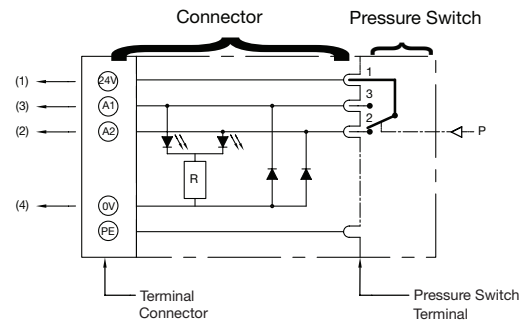 Connector
Pressure Switch
(1)
24V
1
(3)
A1
3
(2)
A2
2
P
R
(4)
0V
PE
Terminal
Connector
Pressure Switch
Terminal